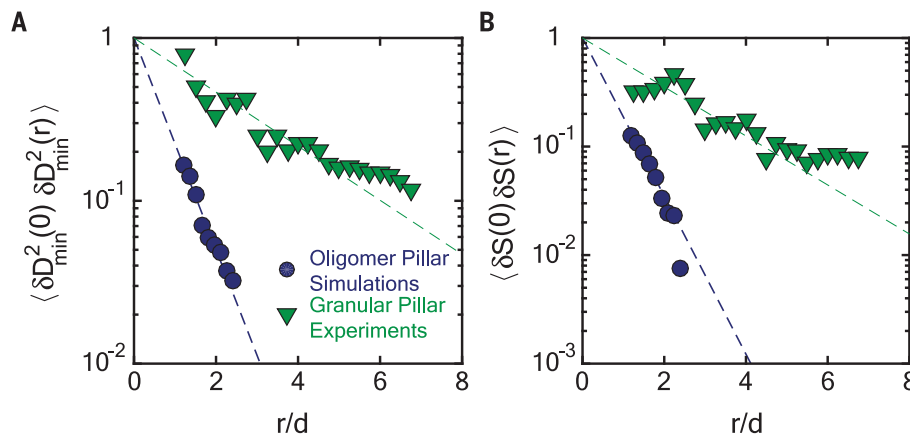 A
⟨ δD²min(0) δD²min(r) ⟩
1
10⁻¹
10⁻²
0 2 4 6 8
r/d
Oligomer Pillar
Simulations
Granular Pillar
Experiments
B
⟨ δS(0) δS(r) ⟩
1
10⁻¹
10⁻²
10⁻³
0 2 4 6 8
r/d